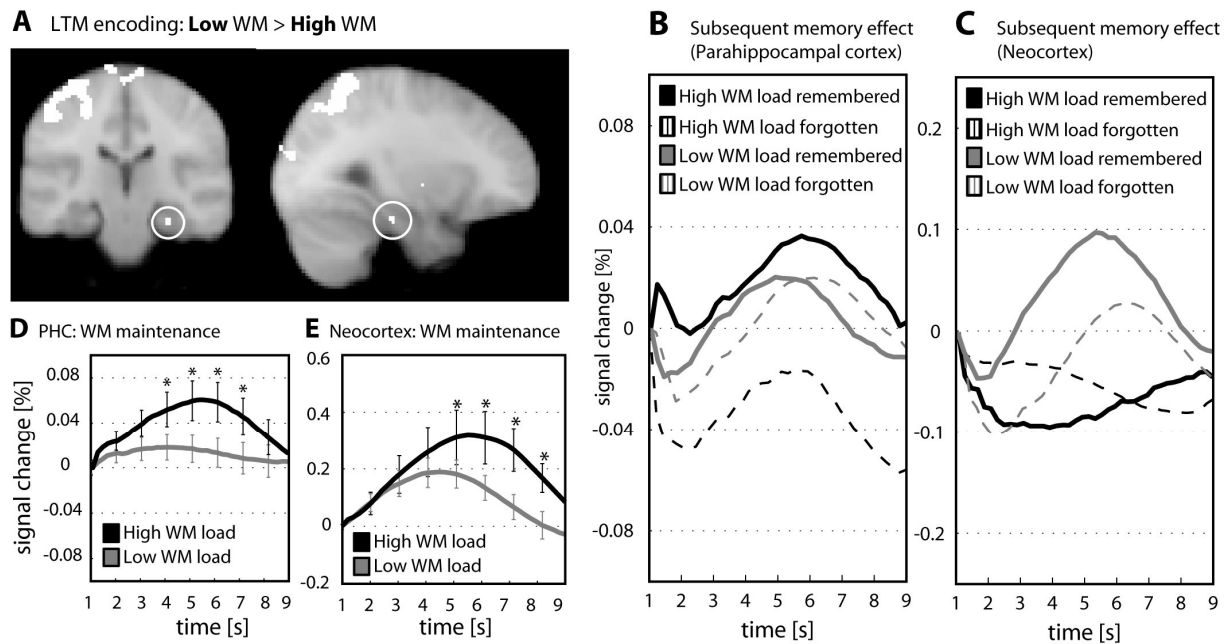 A LTM encoding: Low WM > High WM
B Subsequent memory effect
(Parahippocampal cortex)
High WM load remembered
High WM load forgotten
Low WM load remembered
Low WM load forgotten
signal change [%]
0.08
0.04
0
-0.04
-0.08
1 2 3 4 5 6 7 8 9
time [s]
C Subsequent memory effect
(Neocortex)
High WM load remembered
High WM load forgotten
Low WM load remembered
Low WM load forgotten
signal change [%]
0.2
0.1
0
-0.1
-0.2
1 2 3 4 5 6 7 8 9
time [s]
D PHC: WM maintenance
signal change [%]
0.08
0.04
0
-0.04
-0.08
* * * *
High WM load
Low WM load
1 2 3 4 5 6 7 8 9
time [s]
E Neocortex: WM maintenance
0.6
0.4
0.2
0
-0.2
* * * *
High WM load
Low WM load
1 2 3 4 5 6 7 8 9
time [s]